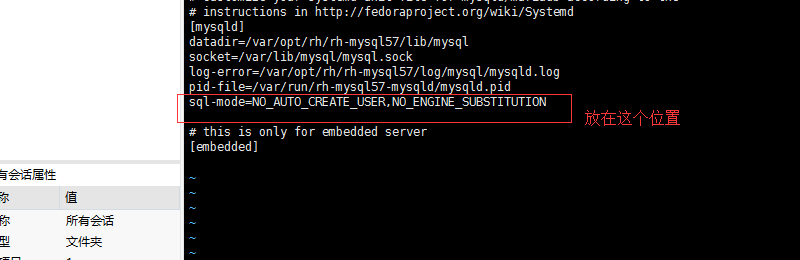 # instructions in http://fedoraproject.org/wiki/Systemd
[mysqld]
datadir=/var/opt/rh/rh-mysql57/lib/mysql
socket=/var/lib/mysql/mysql.sock
log-error=/var/opt/rh/rh-mysql57/log/mysql/mysqld.log
pid-file=/var/run/rh-mysql57-mysqld/mysqld.pid
sql-mode=NO_AUTO_CREATE_USER,NO_ENGINE_SUBSTITUTION
放在这个位置
# this is only for embedded server
[embedded]
~
~
~
~
~
~
有会话属性
称 值
称 所有会话
型 文件夹